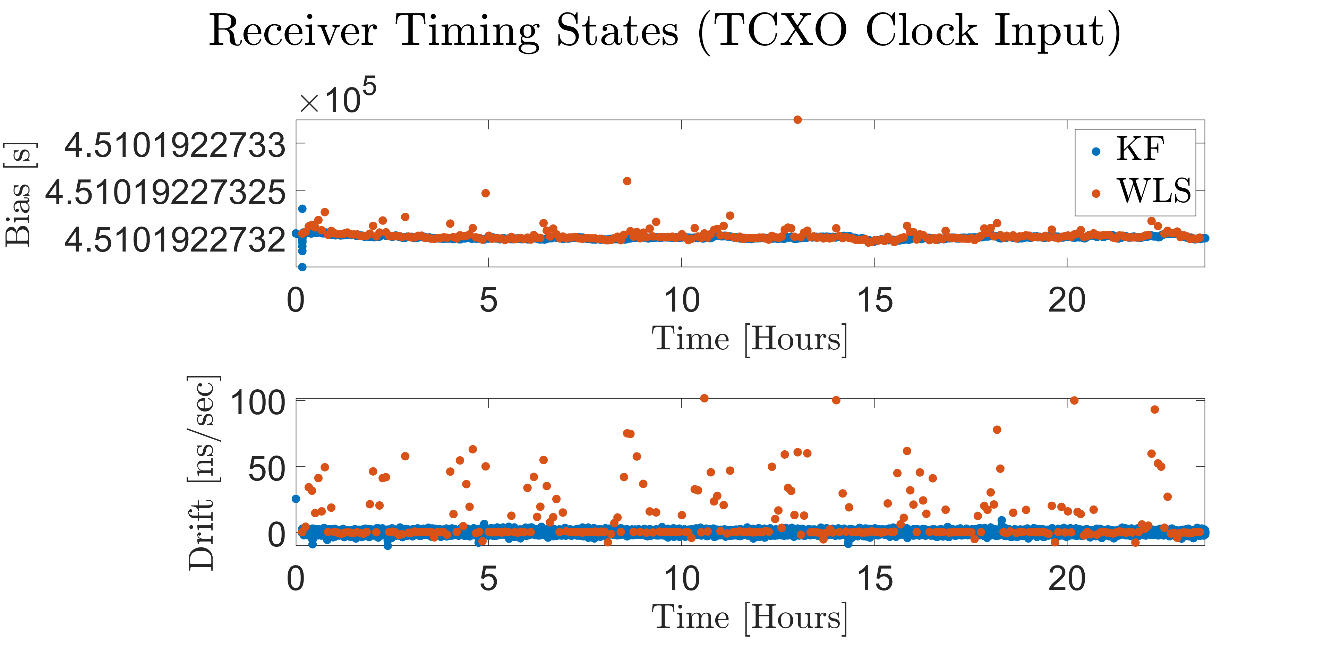 Receiver Timing States (TCXO Clock Input)
×10^5
Bias [s]
4.5101922733
4.51019227325
4.5101922732
KF
WLS
0 5 10 15 20
Time [Hours]
Drift [ns/sec]
100
50
0
0 5 10 15 20
Time [Hours]